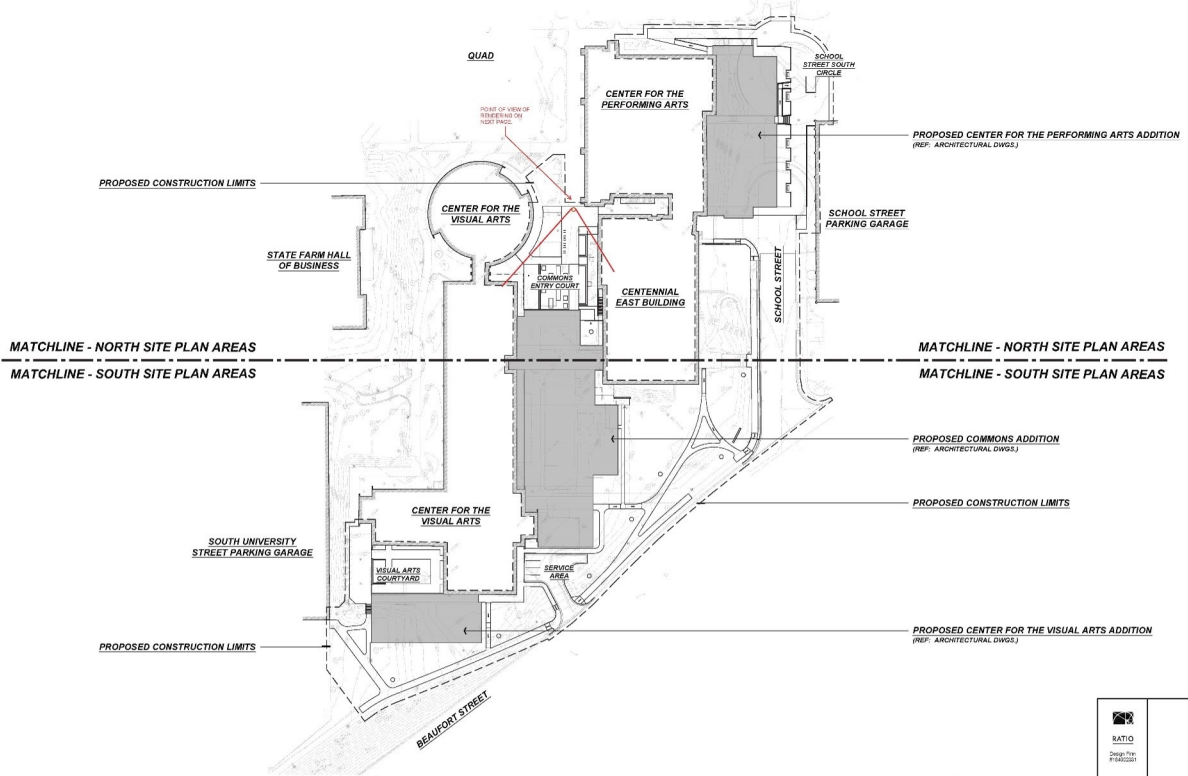 QUAD
SCHOOL
STREET SOUTH
CIRCLE
CENTER FOR THE
PERFORMING ARTS
POINT OF VIEW OF
RENDERING ON
NEXT PAGE
PROPOSED CENTER FOR THE PERFORMING ARTS ADDITION
(REF: ARCHITECTURAL DWGS.)
PROPOSED CONSTRUCTION LIMITS
CENTER FOR THE
VISUAL ARTS
SCHOOL STREET
PARKING GARAGE
STATE FARM HALL
OF BUSINESS
COMMONS
ENTRY COURT
CENTENNIAL
EAST BUILDING
SCHOOL STREET
MATCHLINE - NORTH SITE PLAN AREAS
MATCHLINE - NORTH SITE PLAN AREAS
MATCHLINE - SOUTH SITE PLAN AREAS
MATCHLINE - SOUTH SITE PLAN AREAS
PROPOSED COMMONS ADDITION
(REF: ARCHITECTURAL DWGS.)
PROPOSED CONSTRUCTION LIMITS
CENTER FOR THE
VISUAL ARTS
SOUTH UNIVERSITY
STREET PARKING GARAGE
VISUAL ARTS
COURTYARD
SERVICE
AREA
PROPOSED CENTER FOR THE VISUAL ARTS ADDITION
(REF: ARCHITECTURAL DWGS.)
PROPOSED CONSTRUCTION LIMITS
BEAUFORT STREET
RATIO
Design Firm